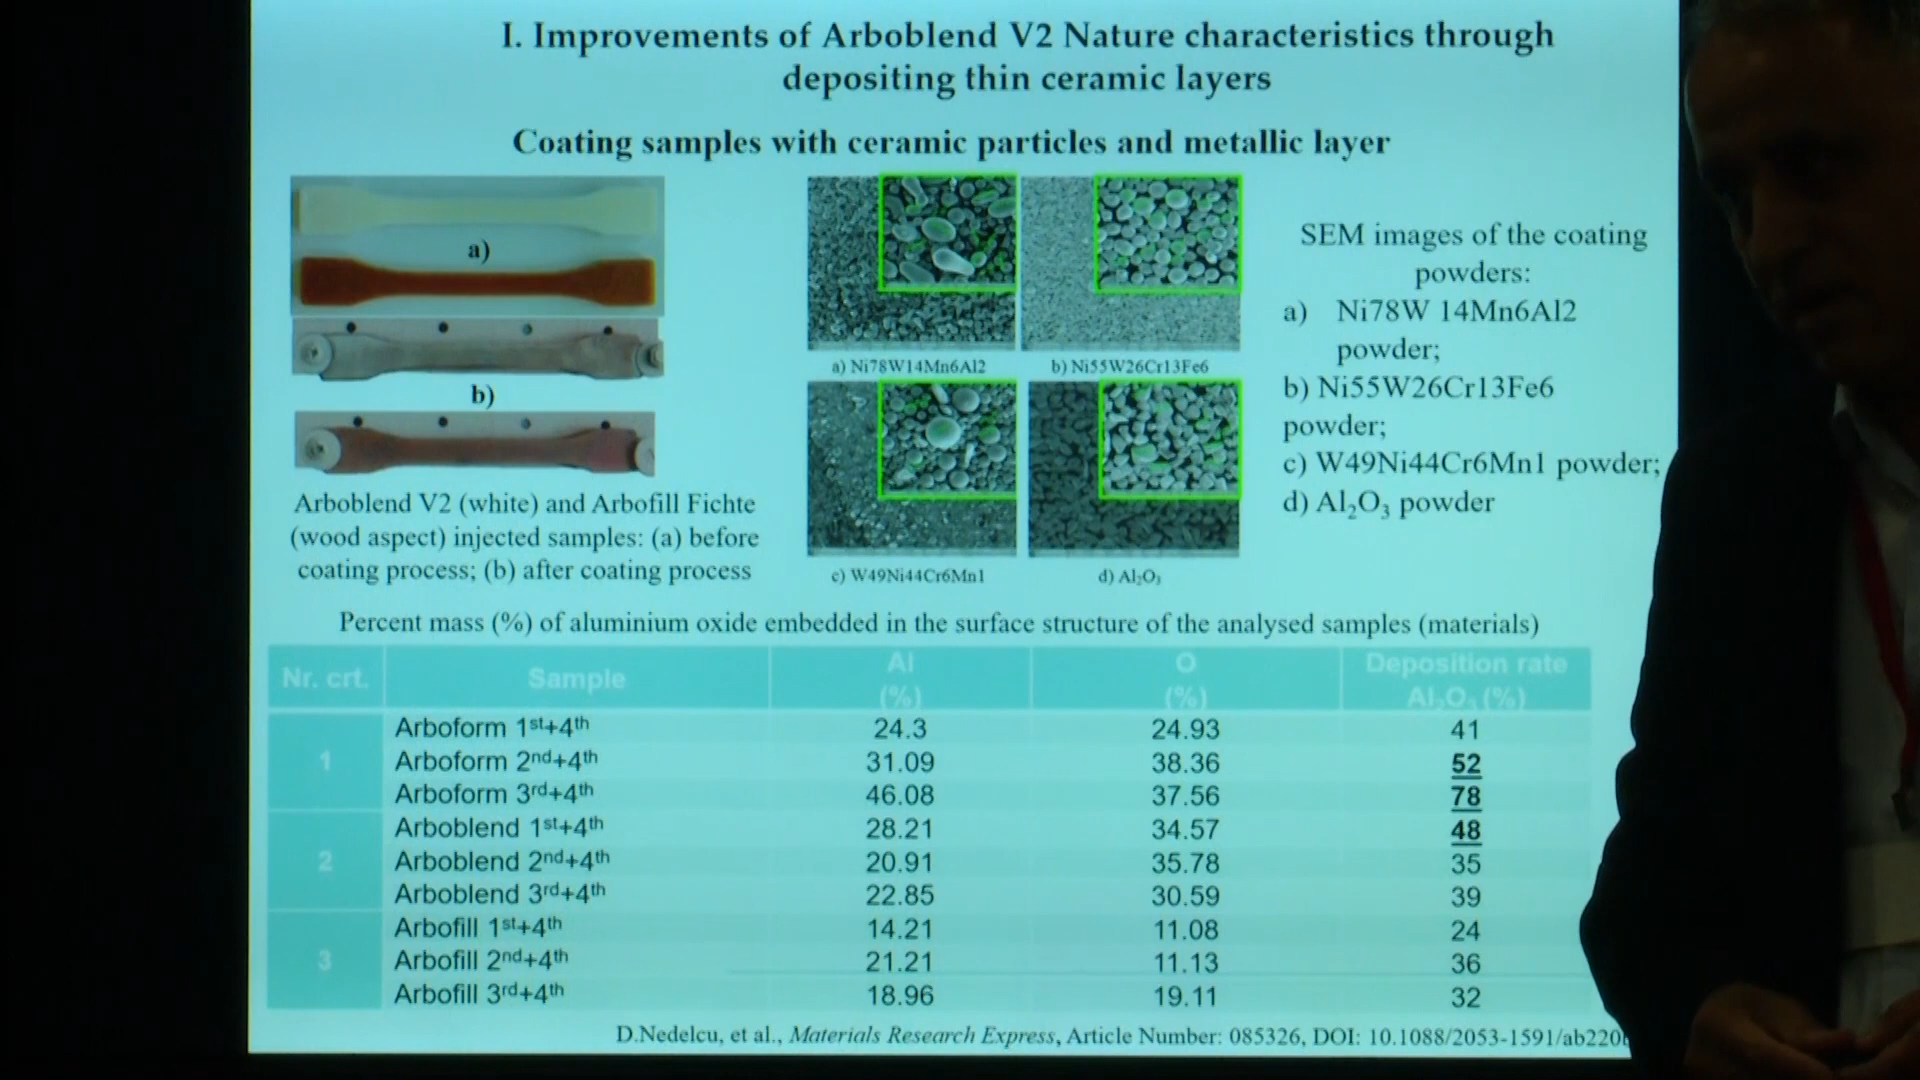 I. Improvements of Arboblend V2 Nature characteristics through
depositing thin ceramic layers
Coating samples with ceramic particles and metallic layer
a)
b)
Arboblend V2 (white) and Arbofill Fichte
(wood aspect) injected samples: (a) before
coating process; (b) after coating process
a) Ni78W14Mn6Al2
b) Ni55W26Cr13Fe6
c) W49Ni44Cr6Mn1
d) Al₂O₃
SEM images of the coating
powders:
a) Ni78W 14Mn6Al2
powder;
b) Ni55W26Cr13Fe6
powder;
c) W49Ni44Cr6Mn1 powder;
d) Al₂O₃ powder
Percent mass (%) of aluminium oxide embedded in the surface structure of the analysed samples (materials)
Nr. crt. Sample Al (%) O (%) Deposition rate Al₂O₃ (%)
1
Arboform 1st+4th 24.3 24.93 41
Arboform 2nd+4th 31.09 38.36 52
Arboform 3rd+4th 46.08 37.56 78
2
Arboblend 1st+4th 28.21 34.57 48
Arboblend 2nd+4th 20.91 35.78 35
Arboblend 3rd+4th 22.85 30.59 39
3
Arbofill 1st+4th 14.21 11.08 24
Arbofill 2nd+4th 21.21 11.13 36
Arbofill 3rd+4th 18.96 19.11 32
D.Nedelcu, et al., Materials Research Express, Article Number: 085326, DOI: 10.1088/2053-1591/ab220